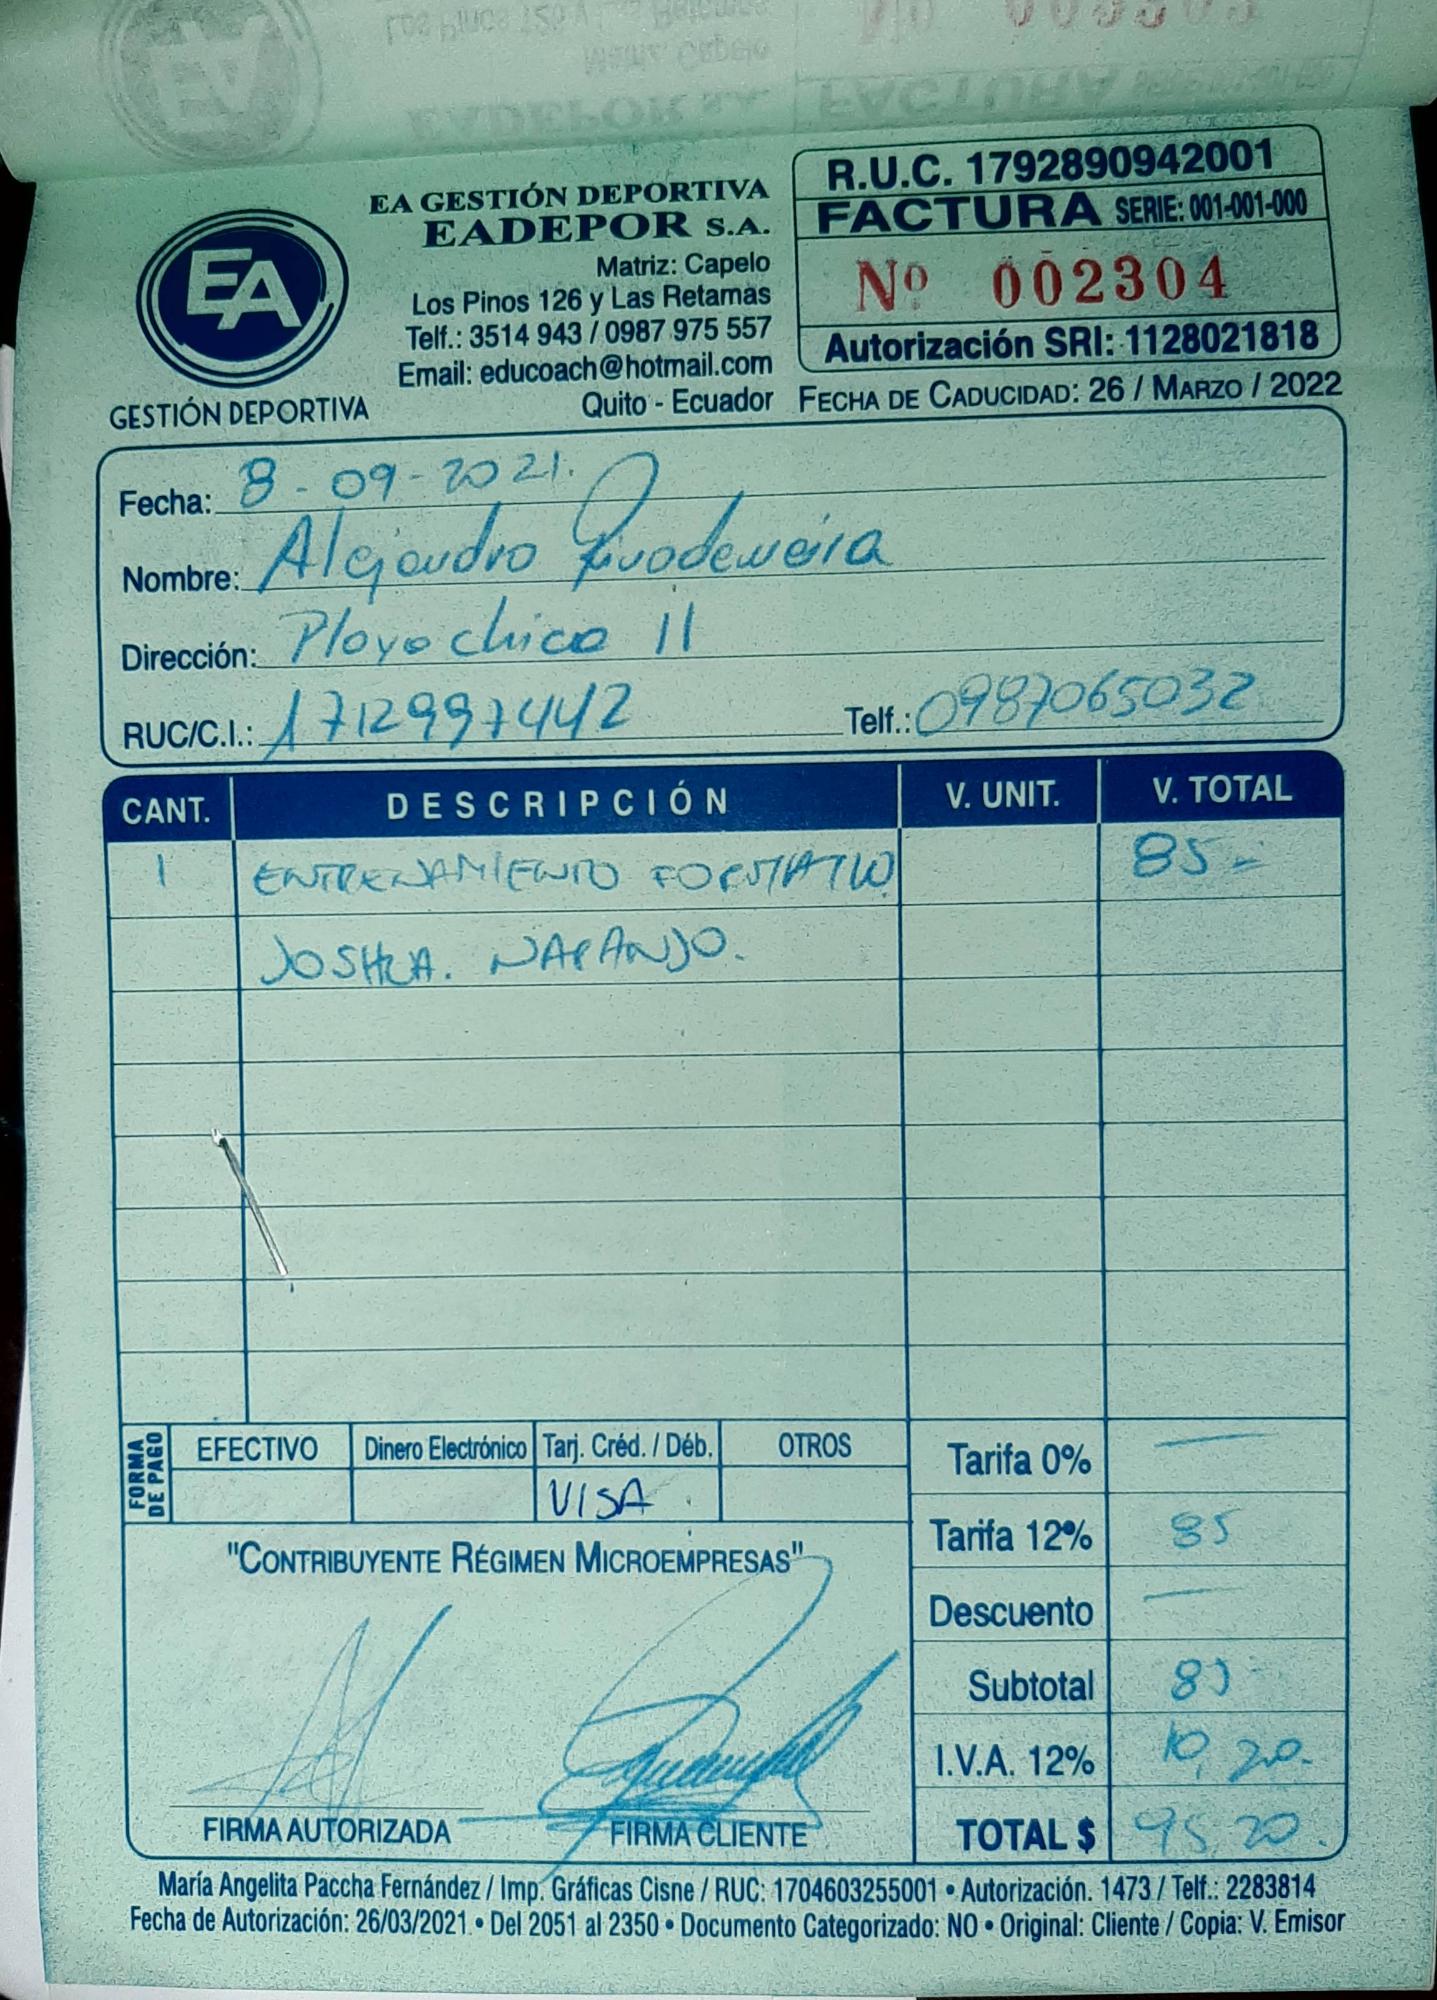 EA GESTIÓN DEPORTIVA
EADEPOR S.A.
Matriz: Capelo
Los Pinos 126 y Las Retamas
Telf.: 3514 943 / 0987 975 557
Email: educoach@hotmail.com
Quito - Ecuador
EA
GESTIÓN DEPORTIVA
R.U.C. 1792890942001
FACTURA SERIE: 001-001-000
Nº 002304
Autorización SRI: 1128021818
FECHA DE CADUCIDAD: 26 / MARZO / 2022
Fecha: 8-09-2021.
Nombre: Alejandro
Dirección: Playa chica 11
RUC/C.I.: 1712997442 Telf.: 0987065032
CANT. DESCRIPCIÓN V. UNIT. V. TOTAL
1 ENTRENAMIENTO FORMATIVO 85-
JOSHUA. NARANJO.
FORMA DE PAGO
EFECTIVO Dinero Electrónico Tarj. Créd. / Déb. OTROS
VISA
Tarifa 0% —
Tarifa 12% 85
Descuento —
Subtotal 85
I.V.A. 12% 10,20.
TOTAL $ 95,20.
"CONTRIBUYENTE RÉGIMEN MICROEMPRESAS"
FIRMA AUTORIZADA FIRMA CLIENTE
María Angelita Paccha Fernández / Imp. Gráficas Cisne / RUC: 1704603255001 • Autorización. 1473 / Telf.: 2283814
Fecha de Autorización: 26/03/2021 • Del 2051 al 2350 • Documento Categorizado: NO • Original: Cliente / Copia: V. Emisor